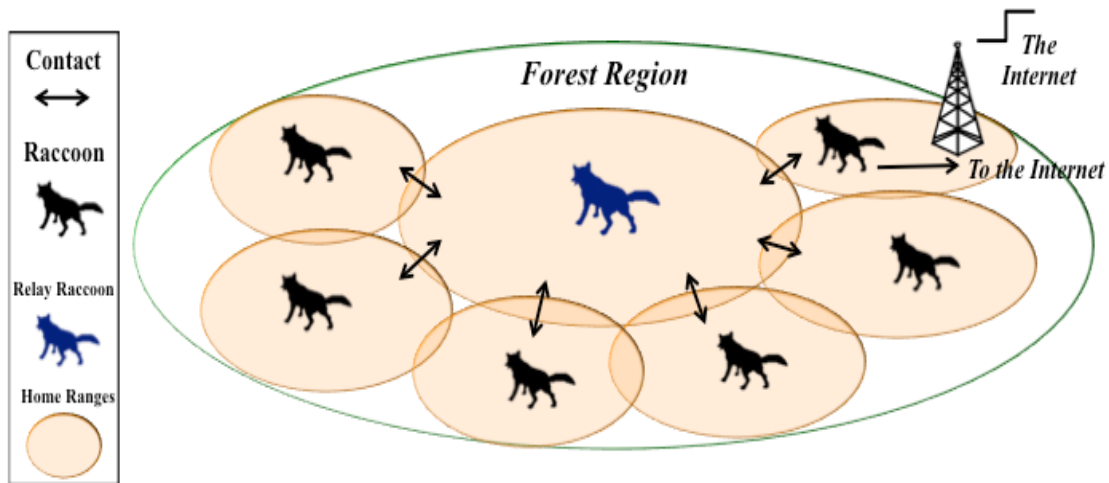 Contact
Raccoon
Relay Raccoon
Home Ranges
Forest Region
The
Internet
To the Internet